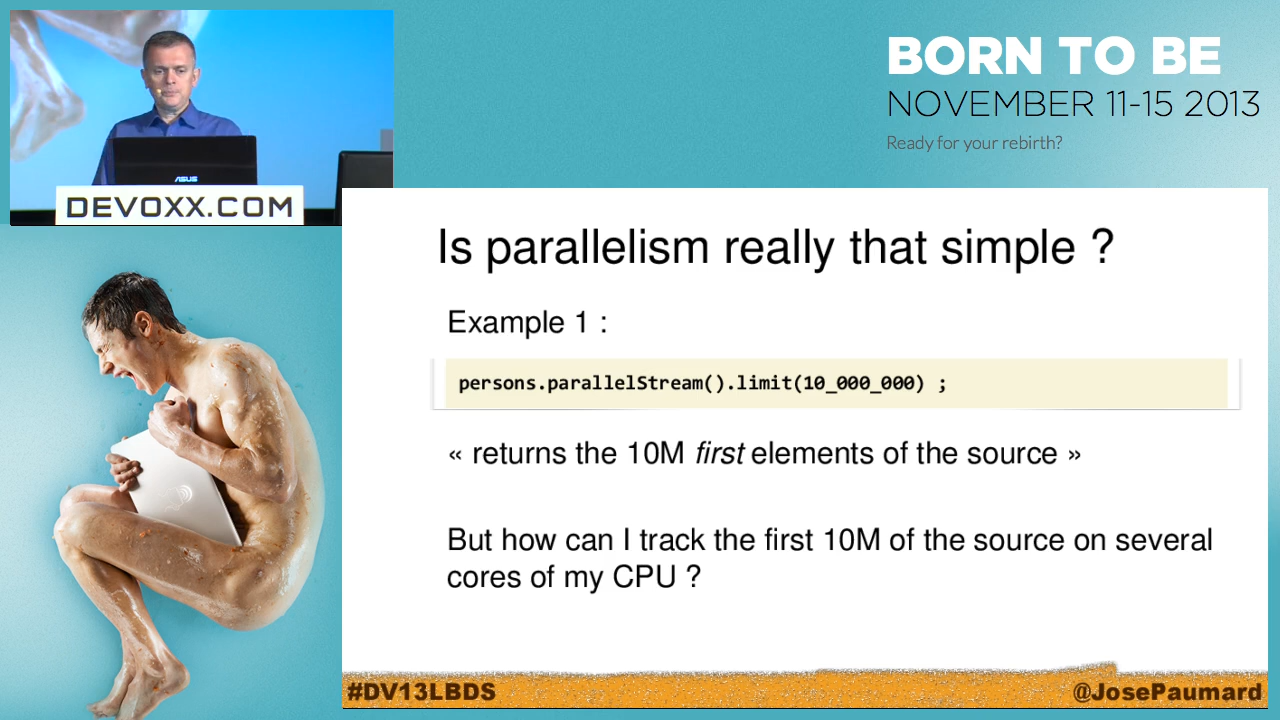 BORN TO BE
NOVEMBER 11-15 2013
Ready for your rebirth?
ASUS
DEVOXX.COM
Is parallelism really that simple ?
Example 1 :
persons.parallelStream().limit(10_000_000) ;
« returns the 10M first elements of the source »
But how can I track the first 10M of the source on several
cores of my CPU ?
#DV13LBDS
@JosePaumard